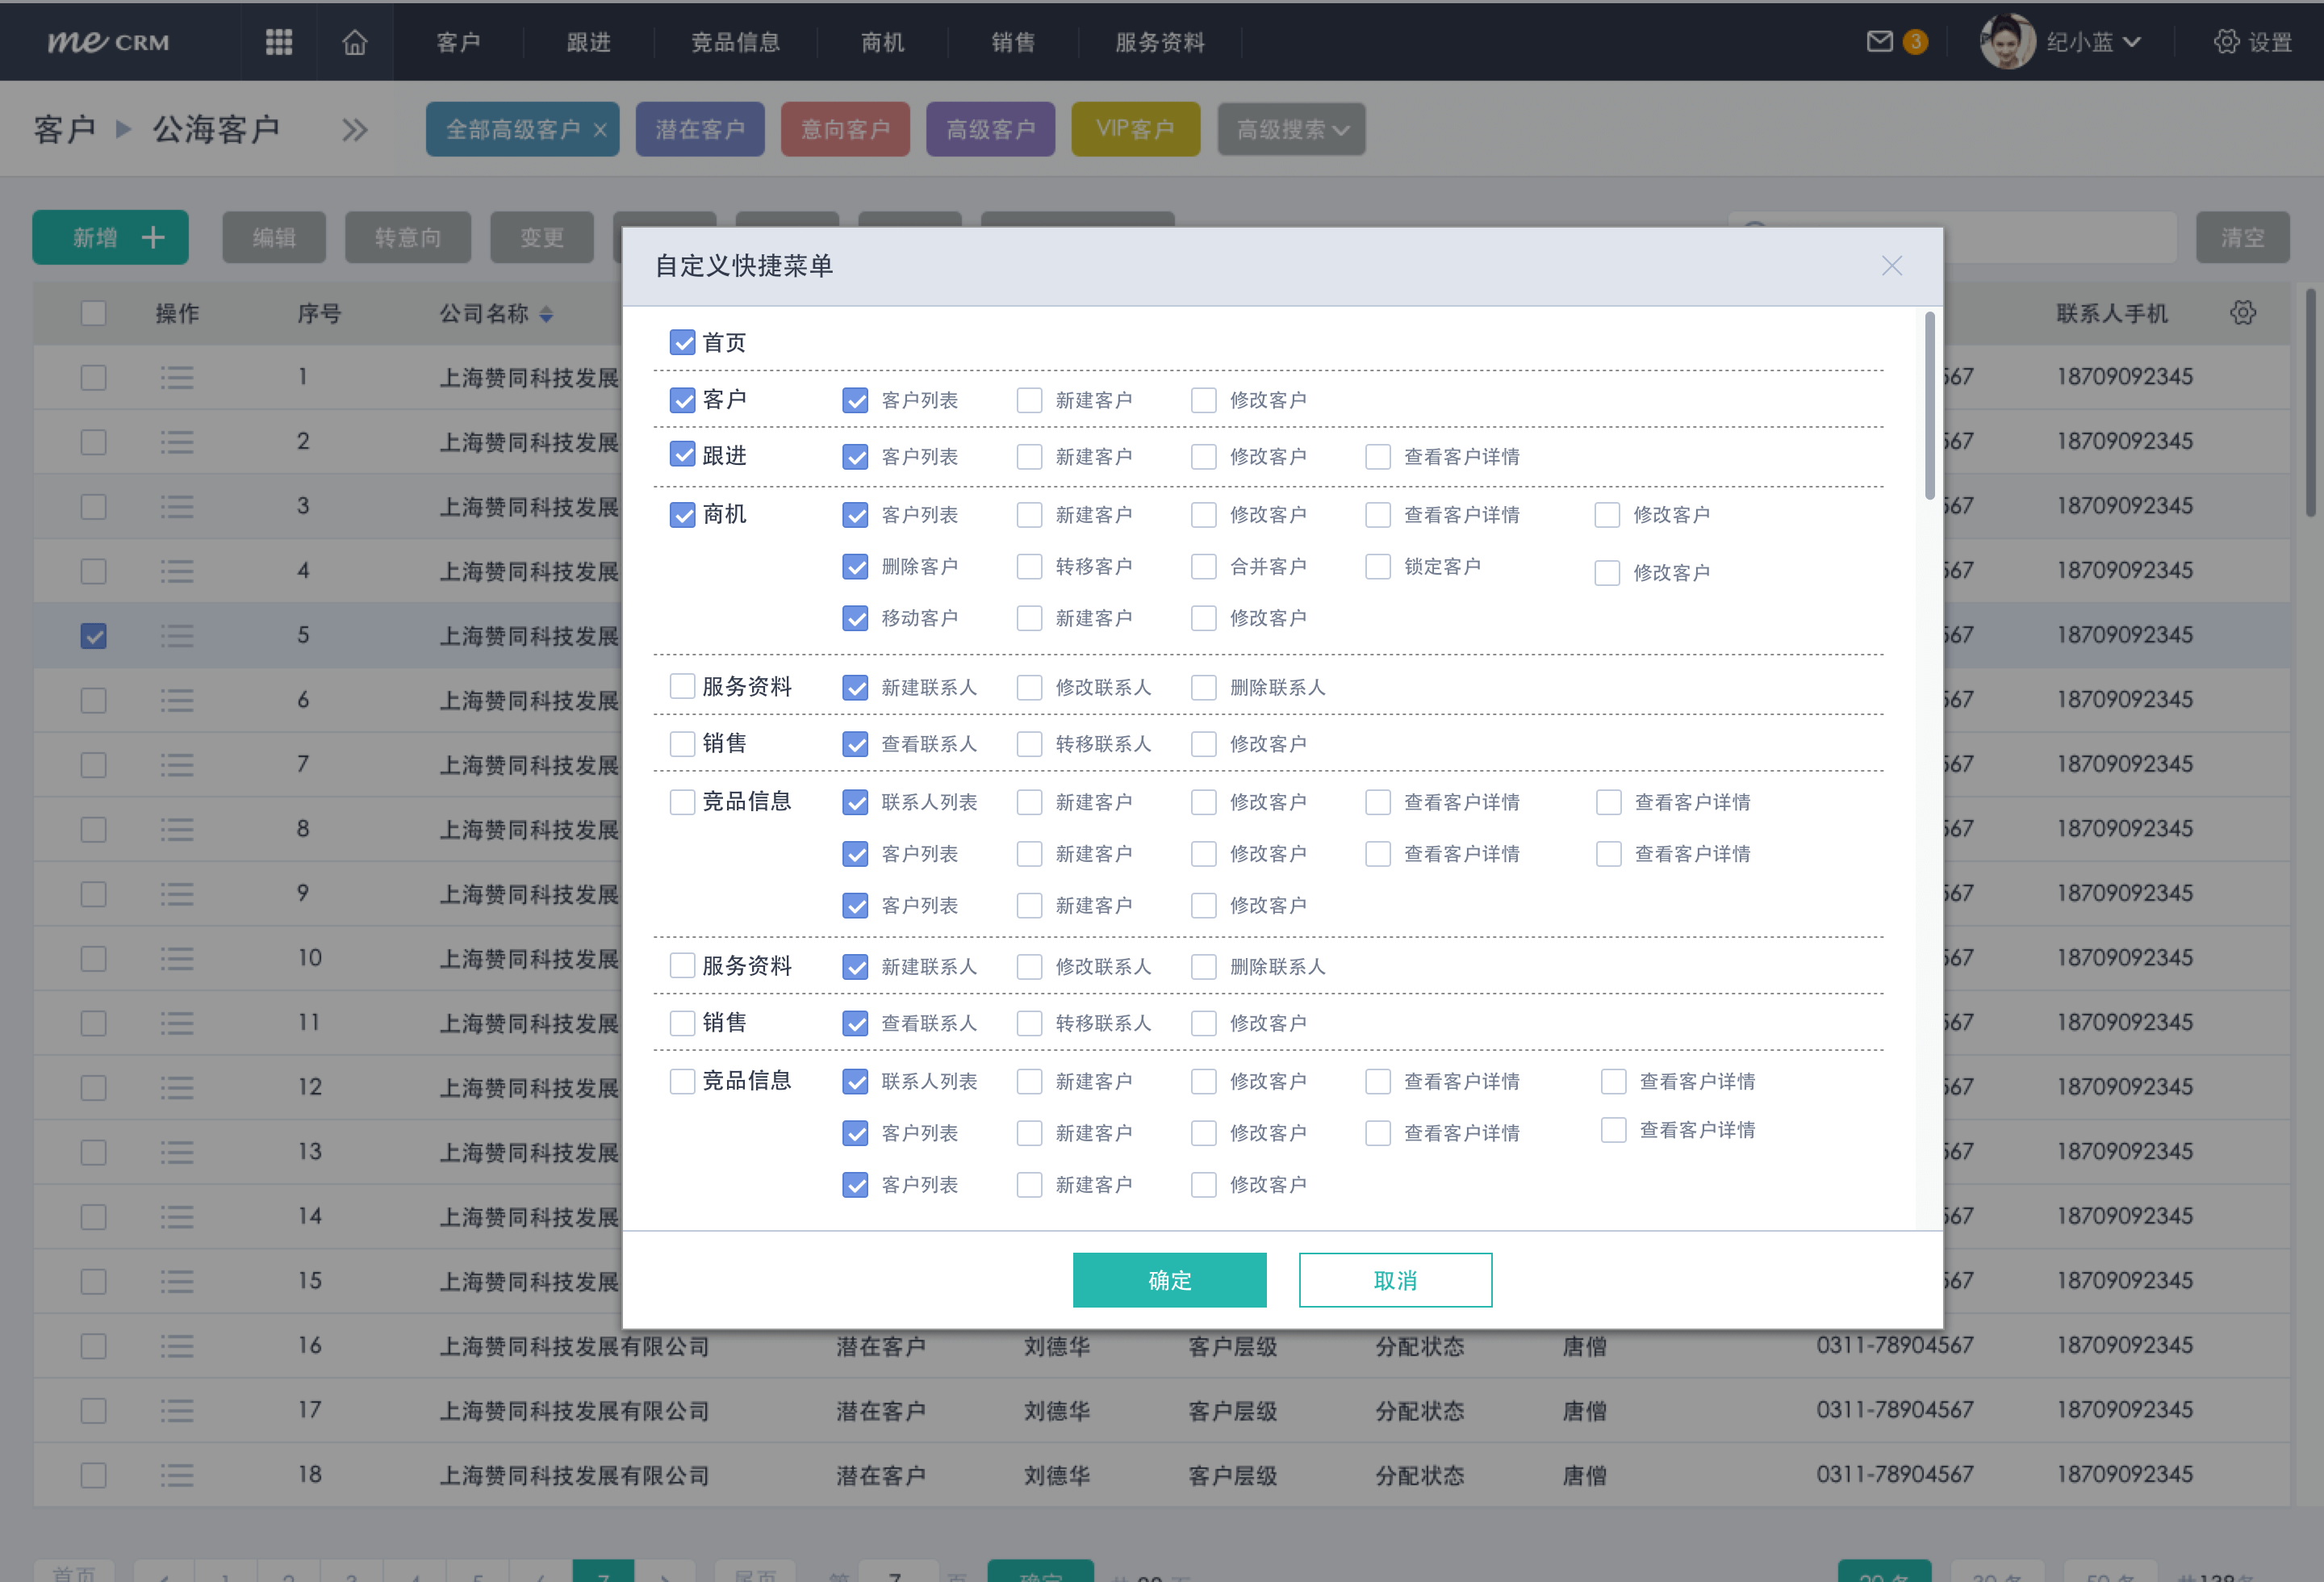 me CRM 客户 跟进 竞品信息 商机 销售 服务资料 3 纪小蓝 设置
客户 公海客户 全部高级客户 潜在客户 意向客户 高级客户 VIP客户 高级搜索
新增 编辑 转意向 变更 清空
操作 序号 公司名称 联系人手机
自定义快捷菜单
首页
客户 客户列表 新建客户 修改客户
跟进 客户列表 新建客户 修改客户 查看客户详情
商机 客户列表 新建客户 修改客户 查看客户详情 修改客户
删除客户 转移客户 合并客户 锁定客户 修改客户
移动客户 新建客户 修改客户
服务资料 新建联系人 修改联系人 删除联系人
销售 查看联系人 转移联系人 修改客户
竞品信息 联系人列表 新建客户 修改客户 查看客户详情 查看客户详情
客户列表 新建客户 修改客户 查看客户详情 查看客户详情
客户列表 新建客户 修改客户
服务资料 新建联系人 修改联系人 删除联系人
销售 查看联系人 转移联系人 修改客户
竞品信息 联系人列表 新建客户 修改客户 查看客户详情 查看客户详情
客户列表 新建客户 修改客户 查看客户详情 查看客户详情
客户列表 新建客户 修改客户
确定 取消
1 上海赞同科技发展 567 18709092345
2 上海赞同科技发展 567 18709092345
3 上海赞同科技发展 567 18709092345
4 上海赞同科技发展 567 18709092345
5 上海赞同科技发展 567 18709092345
6 上海赞同科技发展 567 18709092345
7 上海赞同科技发展 567 18709092345
8 上海赞同科技发展 567 18709092345
9 上海赞同科技发展 567 18709092345
10 上海赞同科技发展 567 18709092345
11 上海赞同科技发展 567 18709092345
12 上海赞同科技发展 567 18709092345
13 上海赞同科技发展 567 18709092345
14 上海赞同科技发展 567 18709092345
15 上海赞同科技发展 567 18709092345
16 上海赞同科技发展有限公司 潜在客户 刘德华 客户层级 分配状态 唐僧 0311-78904567 18709092345
17 上海赞同科技发展有限公司 潜在客户 刘德华 客户层级 分配状态 唐僧 0311-78904567 18709092345
18 上海赞同科技发展有限公司 潜在客户 刘德华 客户层级 分配状态 唐僧 0311-78904567 18709092345
首页 7 尾页 第 7 页 确定